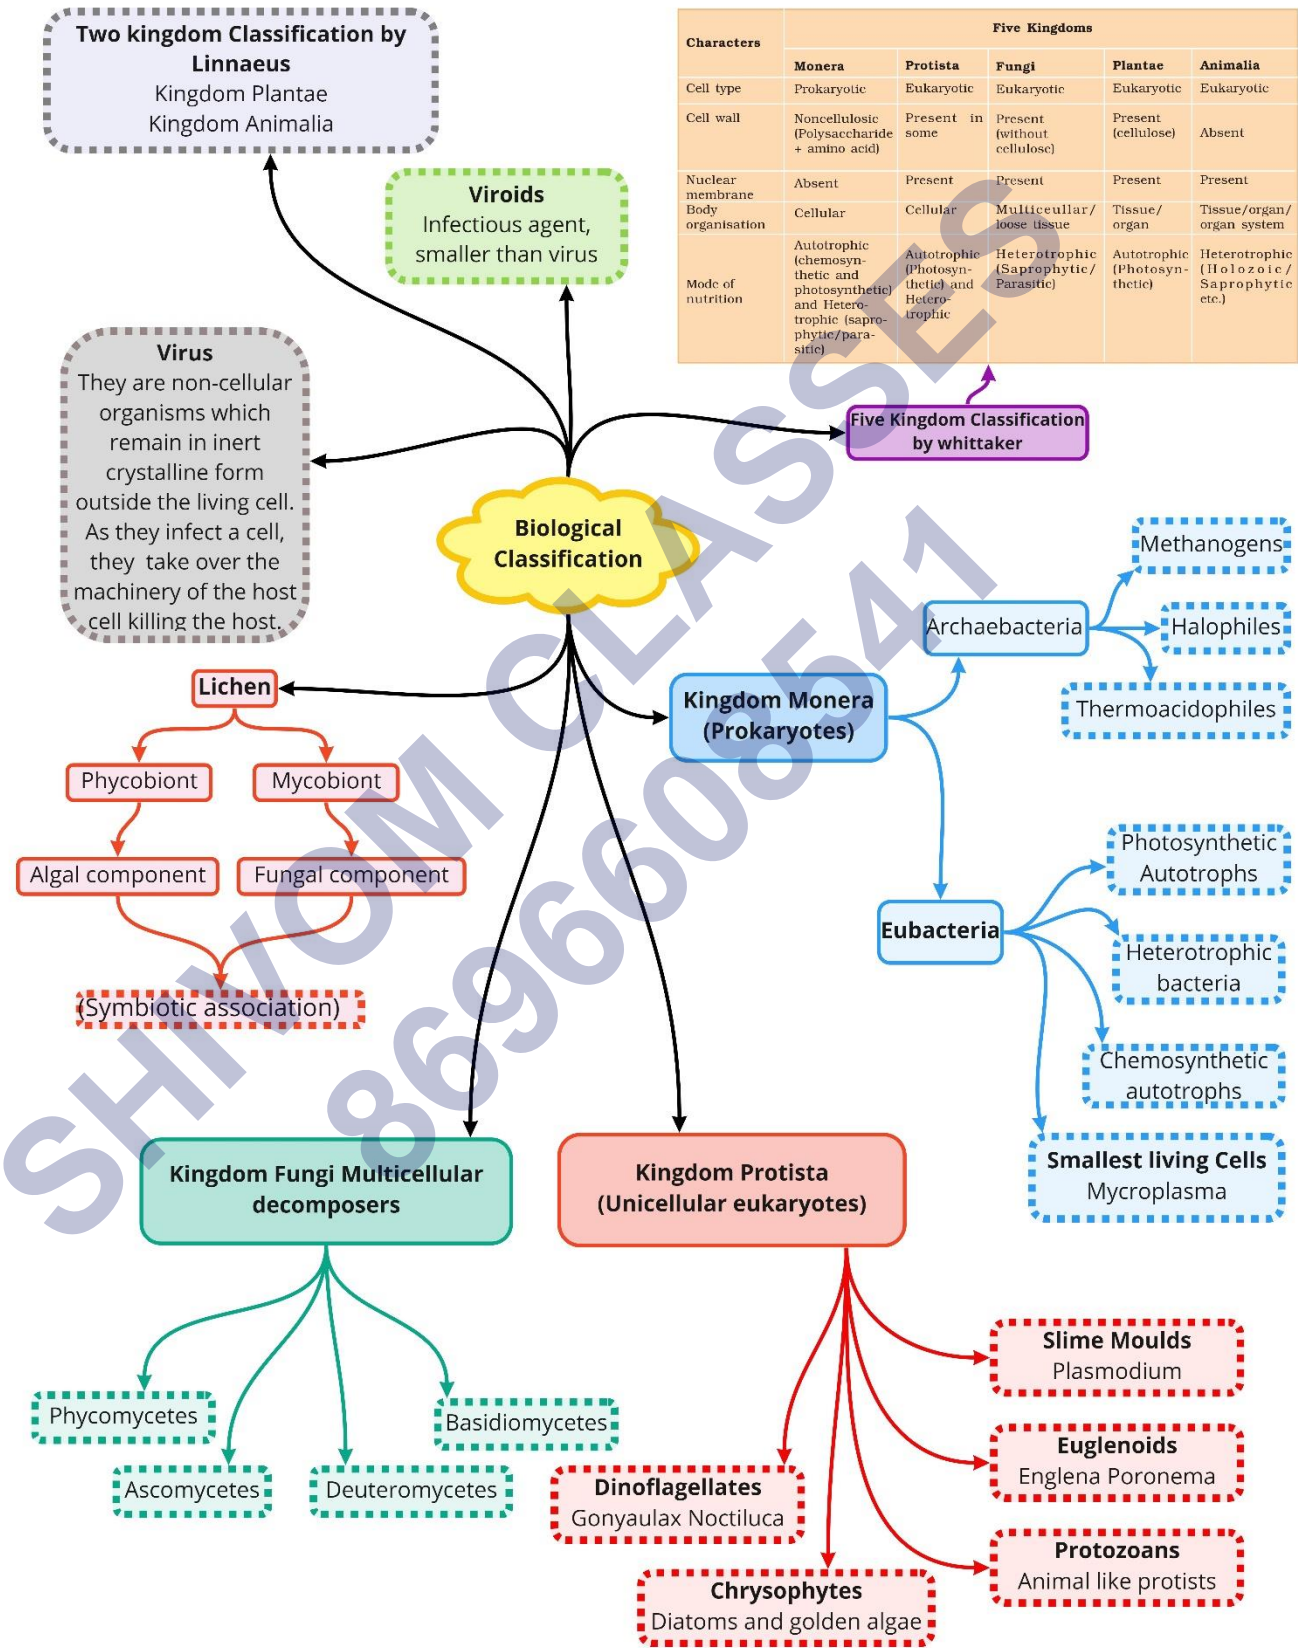 Two kingdom Classification by
Linnaeus
Kingdom Plantae
Kingdom Animalia
Viroids
Infectious agent,
smaller than virus
Characters
Five Kingdoms
Monera Protista Fungi Plantae Animalia
Cell type Prokaryotic Eukaryotic Eukaryotic Eukaryotic Eukaryotic
Cell wall
Noncellulosic
(Polysaccharide
+ amino acid)
Present in
some
Present
(without
cellulose)
Present
(cellulose)
Absent
Nuclear
membrane
Absent Present Present Present Present
Body
organisation
Cellular
Cellular
Multiceullar/
loose tissue
Tissue/
organ
Tissue/organ/
organ system
Mode of
nutrition
Autotrophic
(chemosyn-
thetic and
photosynthetic)
and Hetero-
trophic (sapro-
phytic/para-
sitic)
Autotrophic
(Photosyn-
thetic) and
Hetero-
trophic
Heterotrophic
(Saprophytic/
Parasitic)
Autotrophic
(Photosyn-
thetic)
Heterotrophic
(Holozoic/
Saprophytic
etc.)
Five Kingdom Classification
by whittaker
Virus
They are non-cellular
organisms which
remain in inert
crystalline form
outside the living cell.
As they infect a cell,
they take over the
machinery of the host
cell killing the host.
Biological
Classification
Lichen
Phycobiont
Mycobiont
Algal component
Fungal component
(Symbiotic association)
Kingdom Monera
(Prokaryotes)
Archaebacteria
Methanogens
Halophiles
Thermoacidophiles
Eubacteria
Photosynthetic
Autotrophs
Heterotrophic
bacteria
Chemosynthetic
autotrophs
Smallest living Cells
Mycroplasma
Kingdom Fungi Multicellular
decomposers
Phycomycetes
Ascomycetes
Deuteromycetes
Basidiomycetes
Kingdom Protista
(Unicellular eukaryotes)
Slime Moulds
Plasmodium
Euglenoids
Englena Poronema
Protozoans
Animal like protists
Dinoflagellates
Gonyaulax Noctiluca
Chrysophytes
Diatoms and golden algae
SHIVOM CLASSES
8696608541